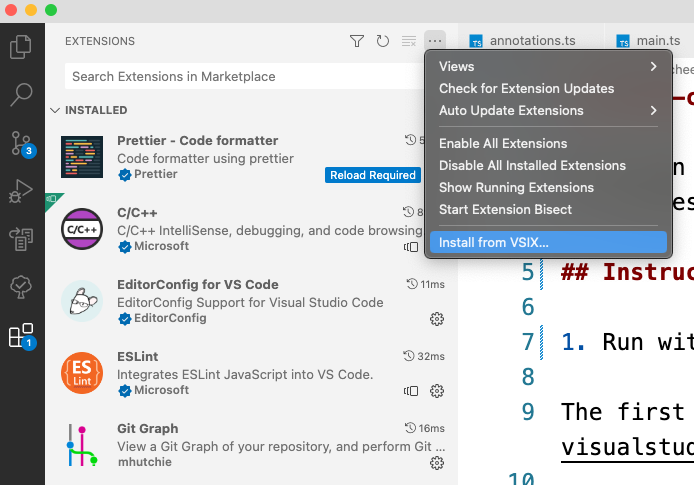 EXTENSIONS
Search Extensions in Marketplace
INSTALLED
Prettier - Code formatter
Code formatter using prettier
Prettier
Reload Required
C/C++
C/C++
C/C++ IntelliSense, debugging, and code browsing
Microsoft
EditorConfig for VS Code
11ms
EditorConfig Support for Visual Studio Code
EditorConfig
ES
Lint
ESLint
32ms
Integrates ESLint JavaScript into VS Code.
Microsoft
Git Graph
16ms
View a Git Graph of your repository, and perform Git ...
mhutchie
3
1
TS annotations.ts
TS main.ts
Views
Check for Extension Updates
Auto Update Extensions
Enable All Extensions
Disable All Installed Extensions
Show Running Extensions
Start Extension Bisect
Install from VSIX...
5 ## Instruc
6
7 1. Run wit
8
9 The first
visualstud
10